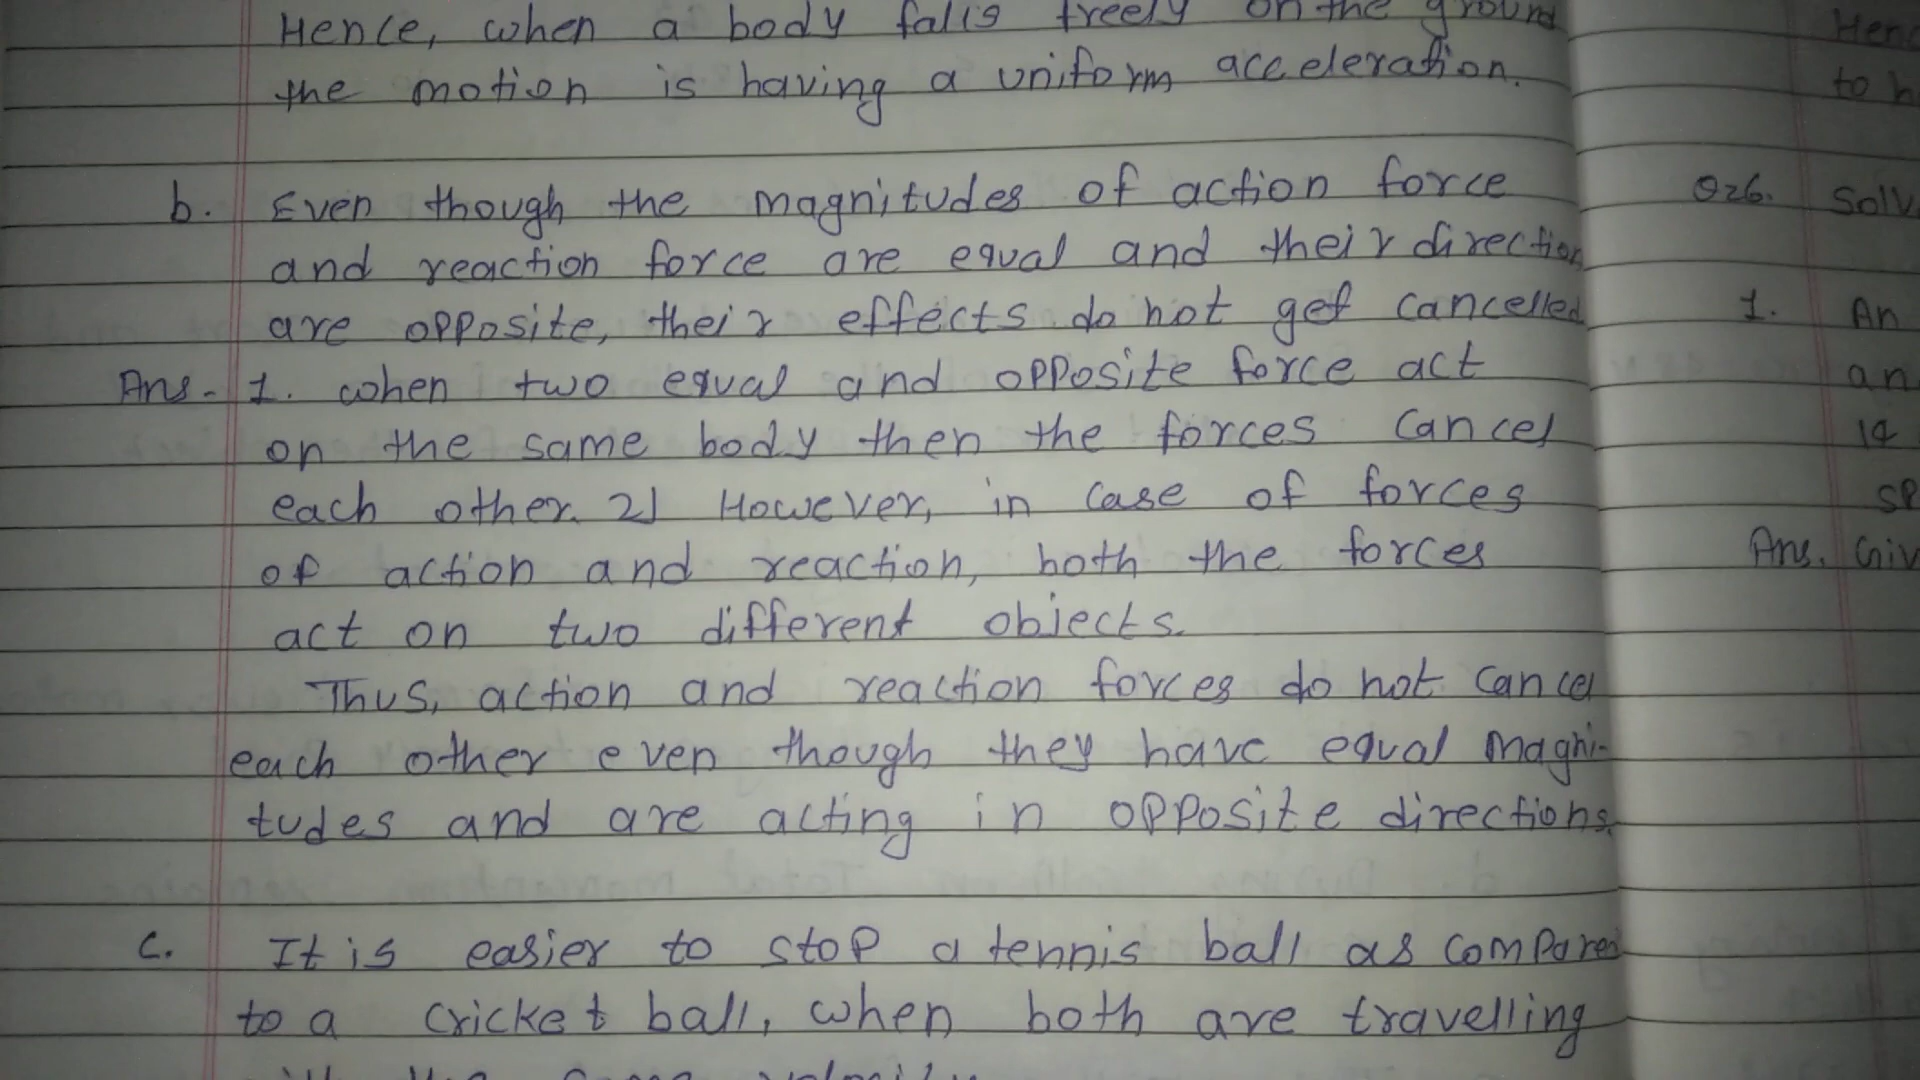 Hence, when a body falls freely on the ground
the motion is having a uniform acceleration.
b. Even though the magnitudes of action force
and reaction force are equal and their direction
are opposite, their effects do not get cancelled
Ans - 1. when two equal and opposite force act
on the same body then the forces cancel
each other. 2] However, in case of forces
of action and reaction, both the forces
act on two different objects.
Thus, action and reaction forces do not cancel
each other even though they have equal magni-
tudes and are acting in opposite directions.
c. It is easier to stop a tennis ball as compared
to a cricket ball, when both are travelling
velocity
Henc
to h
Q26. Solv
1. An
an
14
sp
Ans. Giv